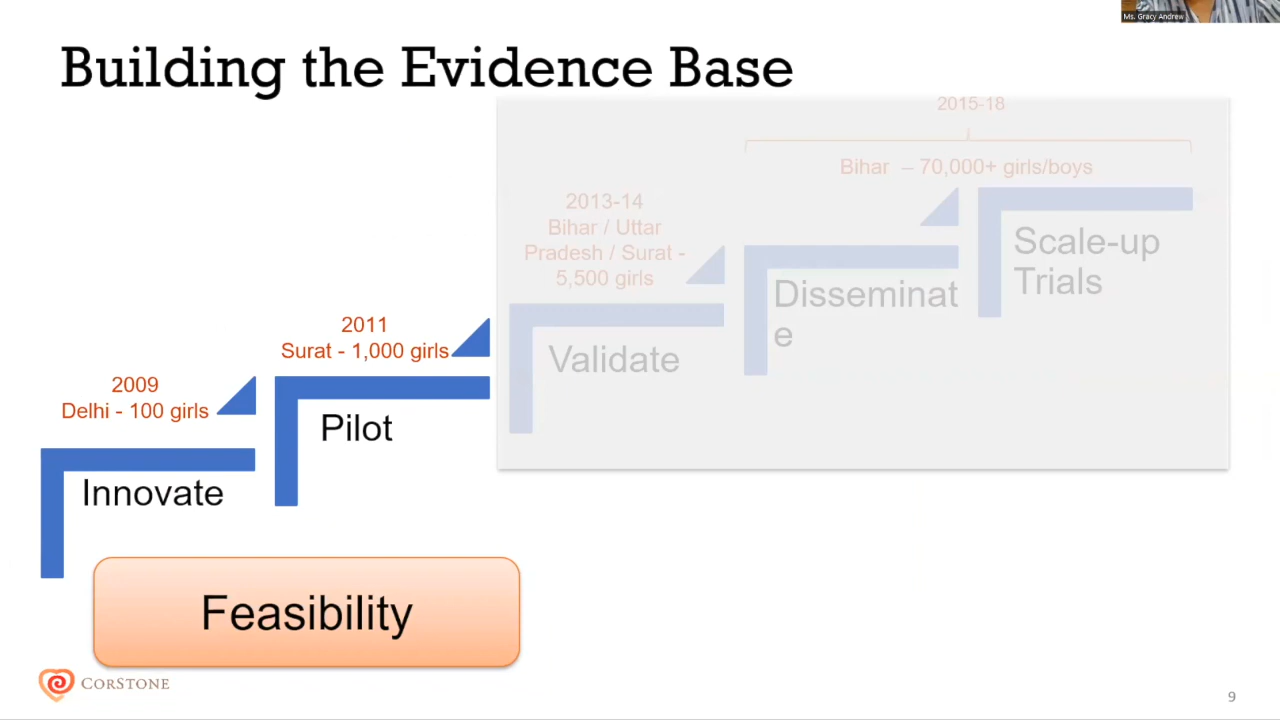 Ms. Gracy Andrew
Building the Evidence Base
2015-18
Bihar – 70,000+ girls/boys
2013-14
Bihar / Uttar
Pradesh / Surat -
5,500 girls
Scale-up
Trials
Disseminat
e
Validate
2011
Surat - 1,000 girls
Pilot
2009
Delhi - 100 girls
Innovate
Feasibility
CORSTONE
9